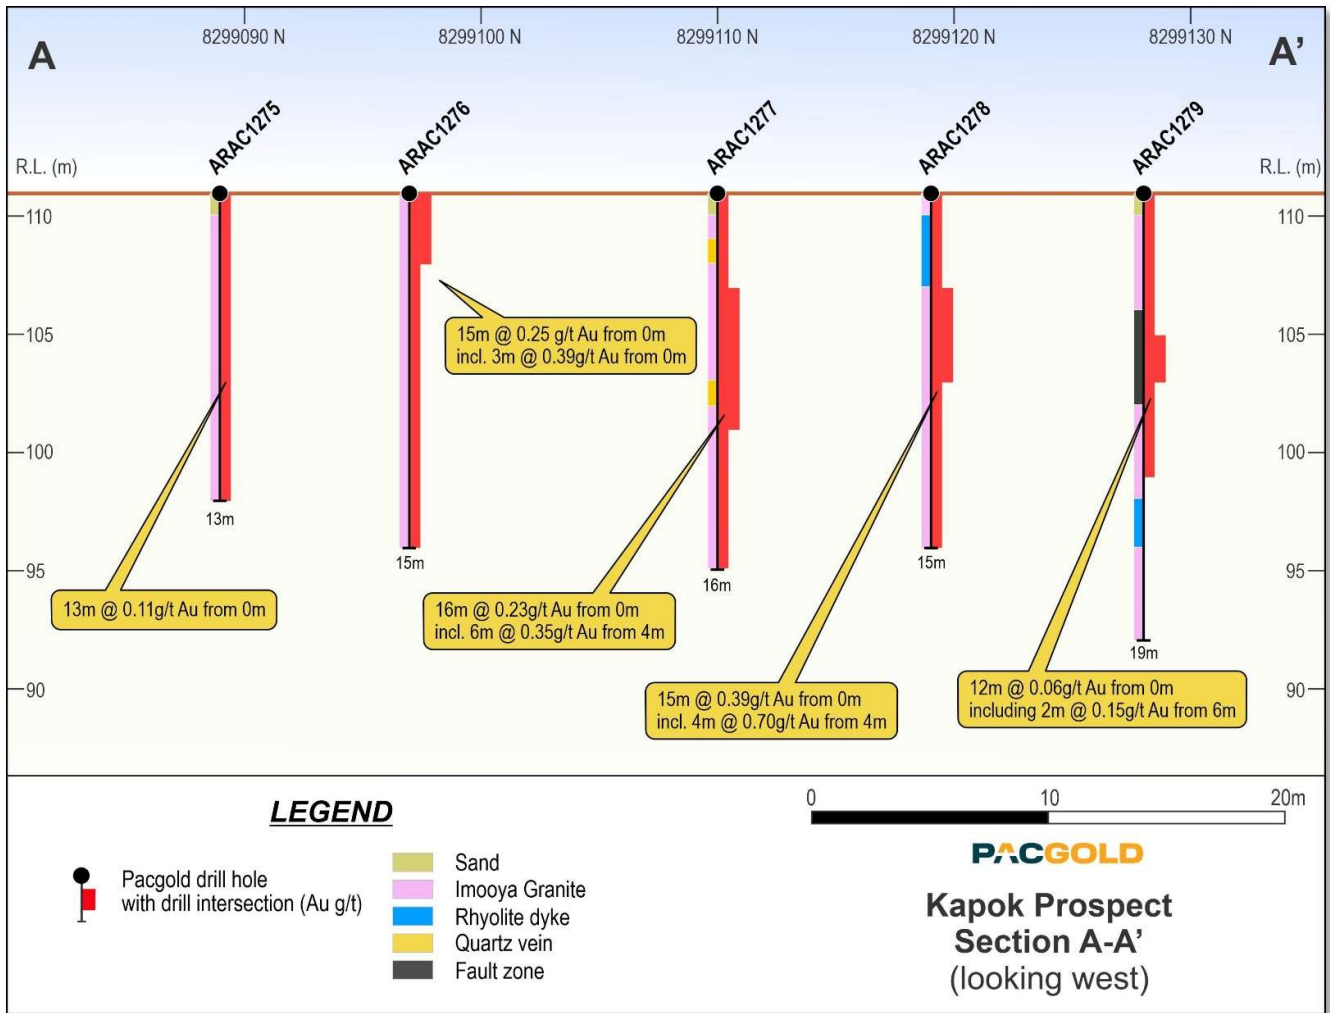 8299090 N
8299100 N
8299110 N
8299120 N
8299130 N
A
A'
ARAC1275
ARAC1276
ARAC1277
ARAC1278
ARAC1279
R.L. (m)
R.L. (m)
110
110
105
105
15m @ 0.25 g/t Au from 0m
incl. 3m @ 0.39g/t Au from 0m
100
100
13m
15m
15m
95
95
16m
13m @ 0.11g/t Au from 0m
16m @ 0.23g/t Au from 0m
incl. 6m @ 0.35g/t Au from 4m
19m
90
90
15m @ 0.39g/t Au from 0m
incl. 4m @ 0.70g/t Au from 4m
12m @ 0.06g/t Au from 0m
including 2m @ 0.15g/t Au from 6m
LEGEND
Pacgold drill hole
with drill intersection (Au g/t)
Sand
Imooya Granite
Rhyolite dyke
Quartz vein
Fault zone
0
10
20m
PACGOLD
Kapok Prospect
Section A-A'
(looking west)